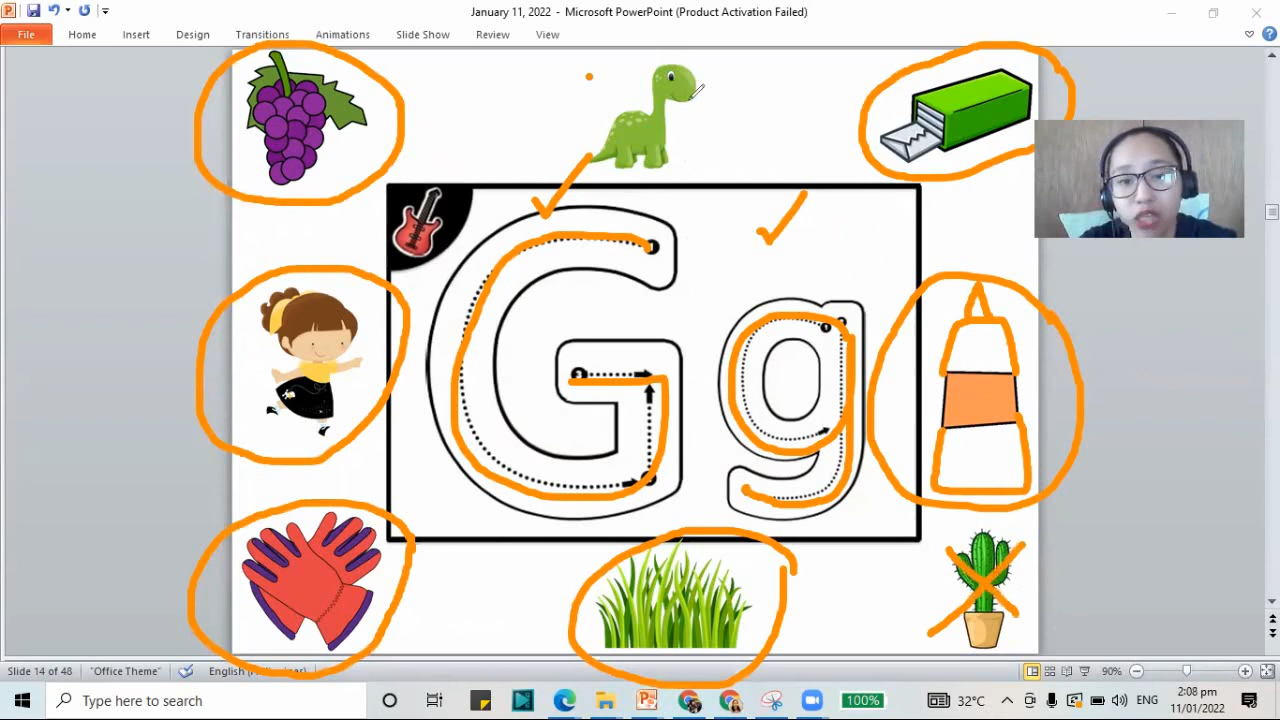 January 11, 2022 - Microsoft PowerPoint (Product Activation Failed)
File Home Insert Design Transitions Animations Slide Show Review View
G g
Slide 14 of 48 "Office Theme" English 90%
Type here to search 100% 32°C ENG 2:08 pm
11/01/2022